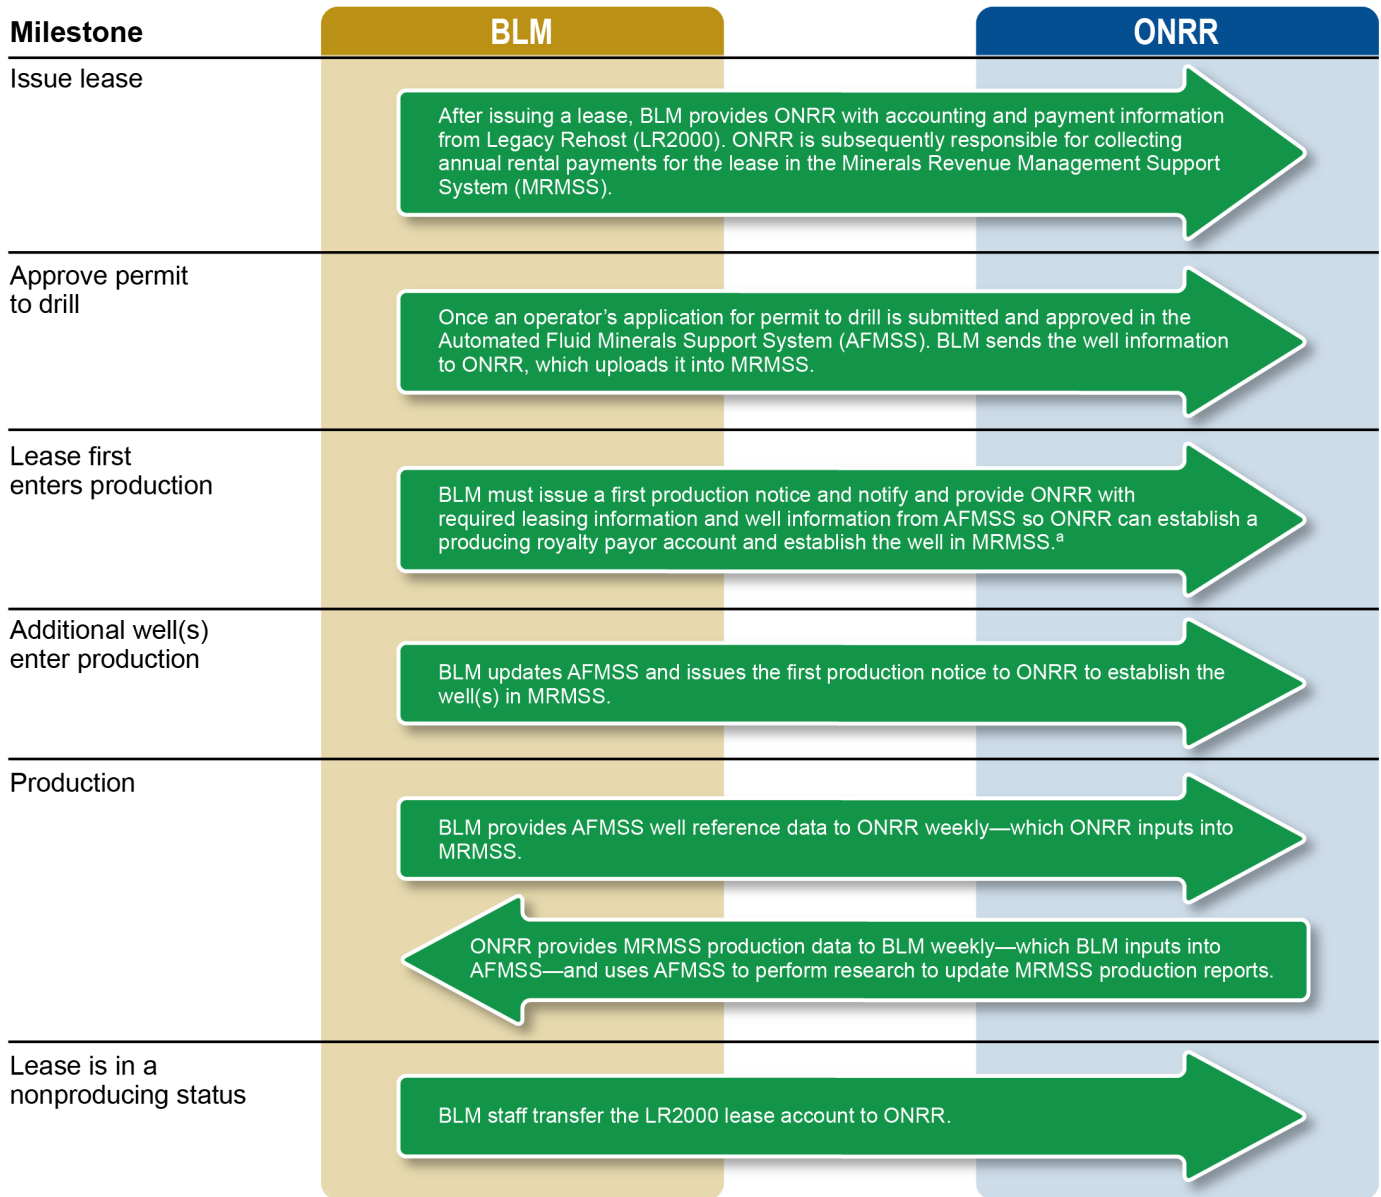 Milestone
BLM
ONRR
Issue lease
After issuing a lease, BLM provides ONRR with accounting and payment information
from Legacy Rehost (LR2000). ONRR is subsequently responsible for collecting
annual rental payments for the lease in the Minerals Revenue Management Support
System (MRMSS).
Approve permit
to drill
Once an operator’s application for permit to drill is submitted and approved in the
Automated Fluid Minerals Support System (AFMSS). BLM sends the well information
to ONRR, which uploads it into MRMSS.
Lease first
enters production
BLM must issue a first production notice and notify and provide ONRR with
required leasing information and well information from AFMSS so ONRR can establish a
producing royalty payor account and establish the well in MRMSS.ª
Additional well(s)
enter production
BLM updates AFMSS and issues the first production notice to ONRR to establish the
well(s) in MRMSS.
Production
BLM provides AFMSS well reference data to ONRR weekly—which ONRR inputs into
MRMSS.
ONRR provides MRMSS production data to BLM weekly—which BLM inputs into
AFMSS—and uses AFMSS to perform research to update MRMSS production reports.
Lease is in a
nonproducing status
BLM staff transfer the LR2000 lease account to ONRR.